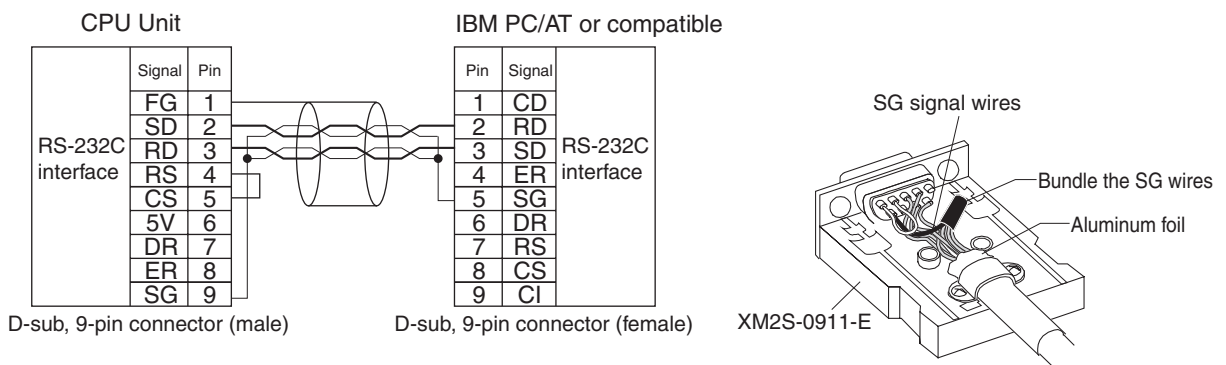 CPU Unit
IBM PC/AT or compatible
RS-232C interface
Signal Pin
FG 1
SD 2
RD 3
RS 4
CS 5
5V 6
DR 7
ER 8
SG 9
D-sub, 9-pin connector (male)
Pin Signal
1 CD
2 RD
3 SD
4 ER
5 SG
6 DR
7 RS
8 CS
9 CI
RS-232C interface
D-sub, 9-pin connector (female)
SG signal wires
Bundle the SG wires
Aluminum foil
XM2S-0911-E